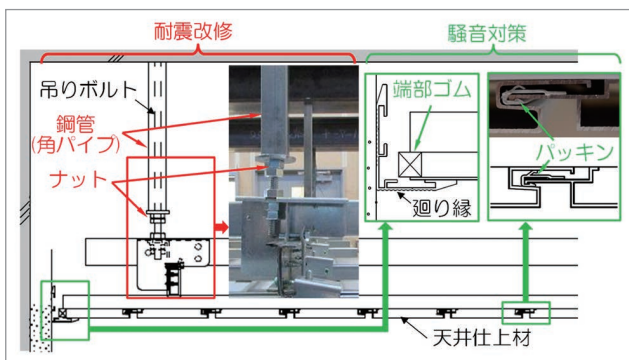 耐震改修
騒音対策
吊りボルト
鋼管
(角パイプ)
ナット
端部ゴム
廻り縁
パッキン
天井仕上材